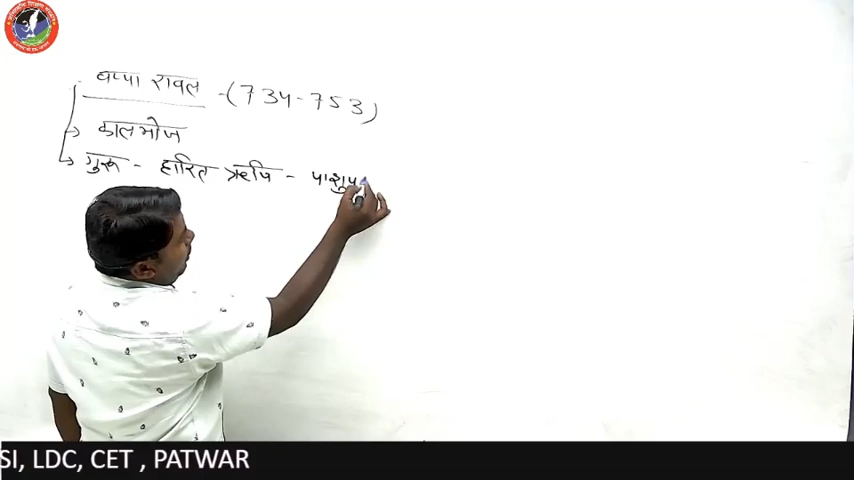 बप्पा रावल - (734-753)
कालभोज
गुरू - हारित ऋषि - पाशुप
SI, LDC, CET , PATWAR